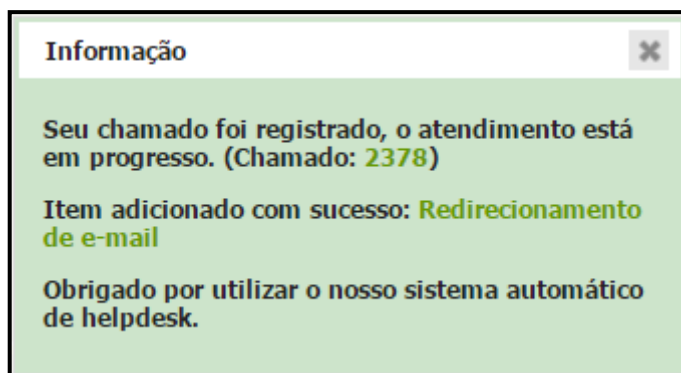 Informação
Seu chamado foi registrado, o atendimento está
em progresso. (Chamado: 2378)
Item adicionado com sucesso: Redirecionamento
de e-mail
Obrigado por utilizar o nosso sistema automático
de helpdesk.